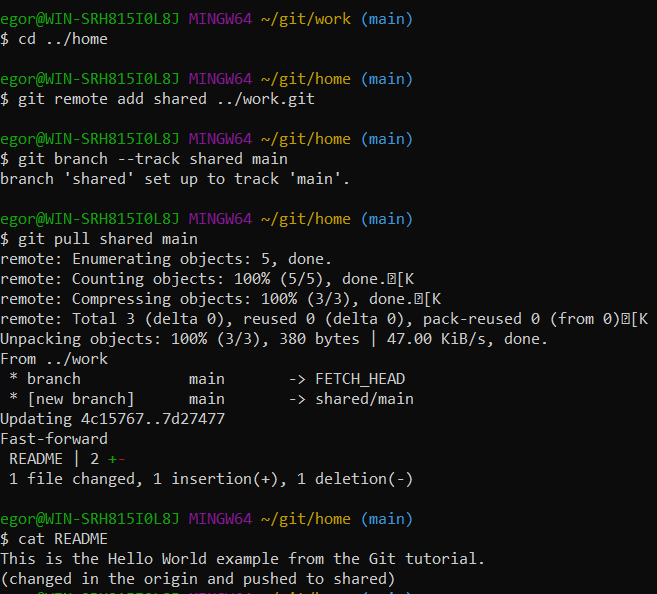 egor@WIN-SRH815I0L8J MINGW64 ~/git/work (main)
$ cd ../home
egor@WIN-SRH815I0L8J MINGW64 ~/git/home (main)
$ git remote add shared ../work.git
egor@WIN-SRH815I0L8J MINGW64 ~/git/home (main)
$ git branch --track shared main
branch 'shared' set up to track 'main'.
egor@WIN-SRH815I0L8J MINGW64 ~/git/home (main)
$ git pull shared main
remote: Enumerating objects: 5, done.
remote: Counting objects: 100% (5/5), done.[K
remote: Compressing objects: 100% (3/3), done.[K
remote: Total 3 (delta 0), reused 0 (delta 0), pack-reused 0 (from 0)[K
Unpacking objects: 100% (3/3), 380 bytes | 47.00 KiB/s, done.
From ../work
 * branch            main       -> FETCH_HEAD
 * [new branch]      main       -> shared/main
Updating 4c15767..7d27477
Fast-forward
 README | 2 +-
 1 file changed, 1 insertion(+), 1 deletion(-)
egor@WIN-SRH815I0L8J MINGW64 ~/git/home (main)
$ cat README
This is the Hello World example from the Git tutorial.
(changed in the origin and pushed to shared)